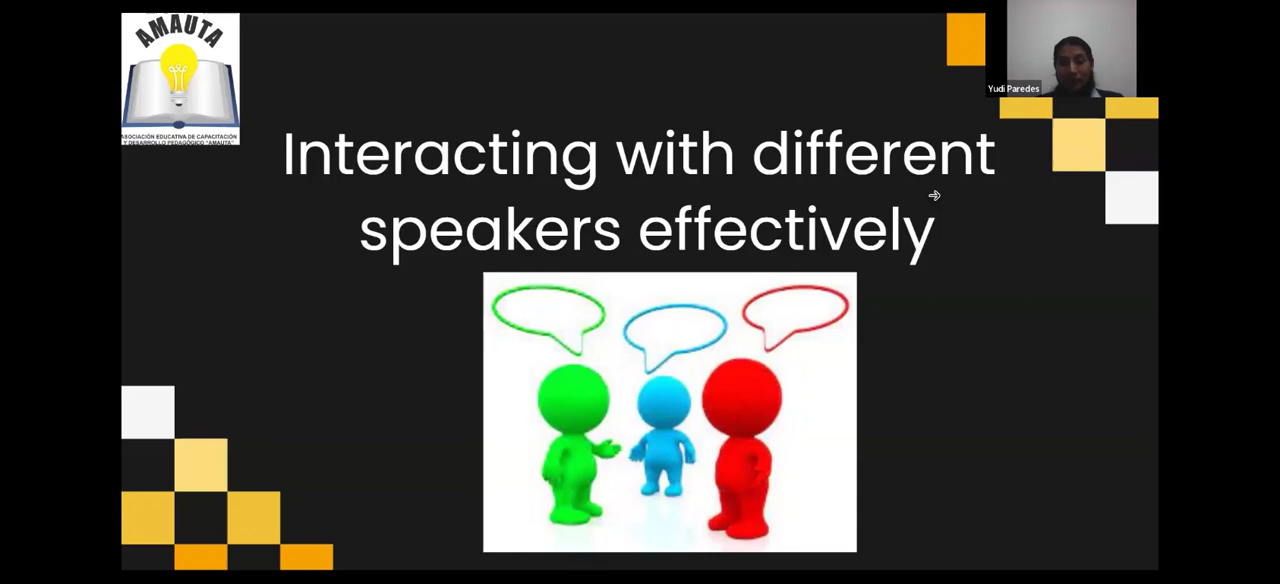 AMAUTA
ASOCIACIÓN EDUCATIVA DE CAPACITACIÓN
Y DESARROLLO PEDAGÓGICO "AMAUTA"
Yudi Paredes
Interacting with different
speakers effectively